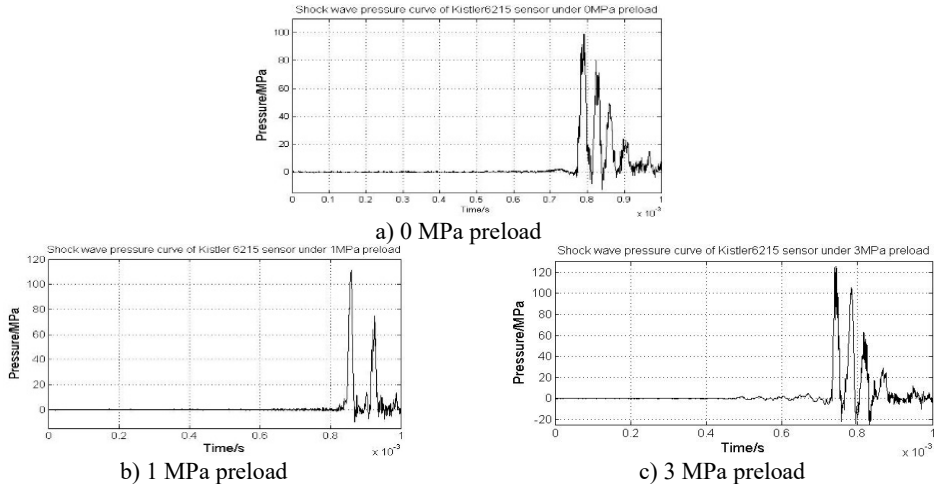 Shock wave pressure curve of Kistler6215 sensor under 0MPa preload
Pressure/MPa
100
80
60
40
20
0
0 0.1 0.2 0.3 0.4 0.5 0.6 0.7 0.8 0.9 1
Time/s
x 10⁻³
a) 0 MPa preload
Shock wave pressure curve of Kistler 6215 sensor under 1MPa preload
Pressure/MPa
120
100
80
60
40
20
0
0 0.2 0.4 0.6 0.8 1
Time/s
x 10⁻³
b) 1 MPa preload
Shock wave pressure curve of Kistler6215 sensor under 3MPa preload
Pressure/MPa
120
100
80
60
40
20
0
-20
0 0.2 0.4 0.6 0.8 1
Time/s
x 10⁻³
c) 3 MPa preload